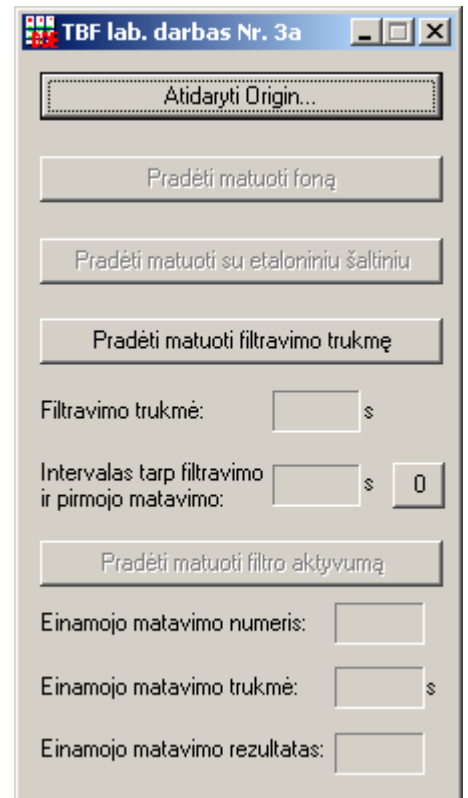 TBF lab. darbas Nr. 3a
Atidaryti Origin...
Pradėti matuoti foną
Pradėti matuoti su etaloniniu šaltiniu
Pradėti matuoti filtravimo trukmę
Filtravimo trukmė: s
Intervalas tarp filtravimo
ir pirmojo matavimo: s 0
Pradėti matuoti filtro aktyvumą
Einamojo matavimo numeris:
Einamojo matavimo trukmė: s
Einamojo matavimo rezultatas: